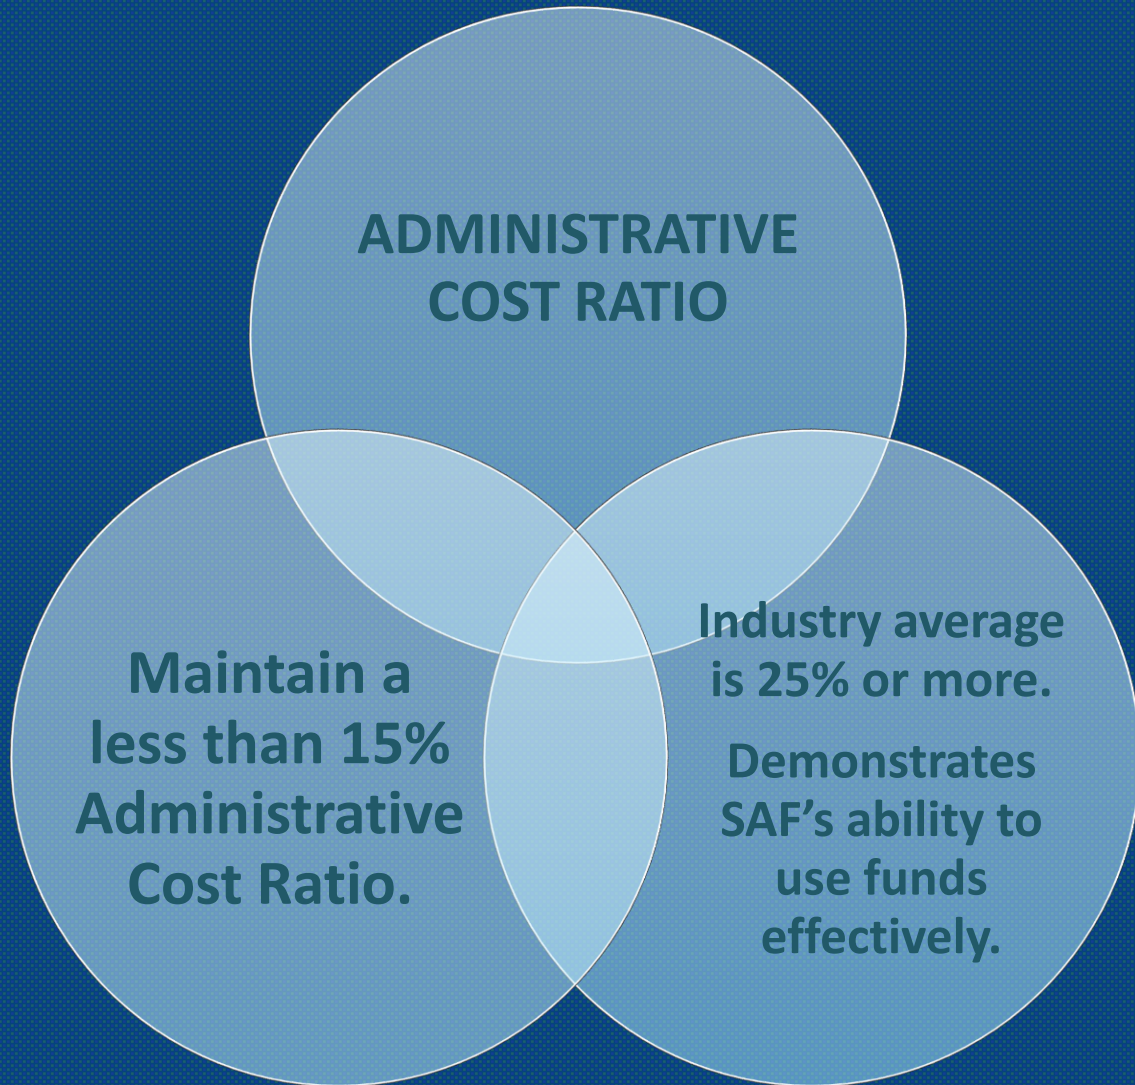 ADMINISTRATIVE
COST RATIO
Maintain a
less than 15%
Administrative
Cost Ratio.
Industry average
is 25% or more.
Demonstrates
SAF’s ability to
use funds
effectively.